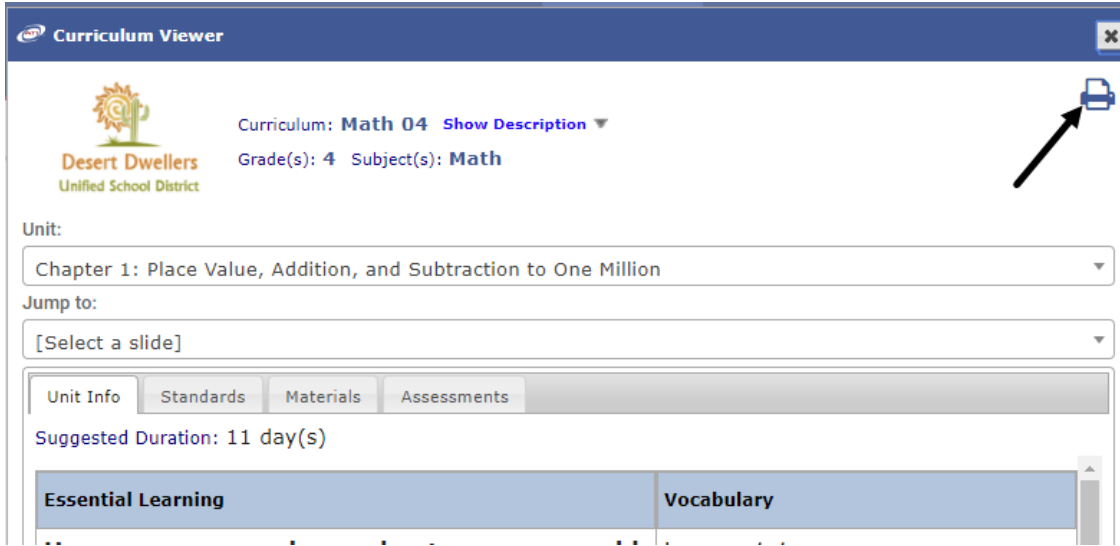 Curriculum Viewer
Desert Dwellers
Unified School District
Curriculum: Math 04 Show Description
Grade(s): 4 Subject(s): Math
Unit:
Chapter 1: Place Value, Addition, and Subtraction to One Million
Jump to:
[Select a slide]
Unit Info Standards Materials Assessments
Suggested Duration: 11 day(s)
Essential Learning Vocabulary